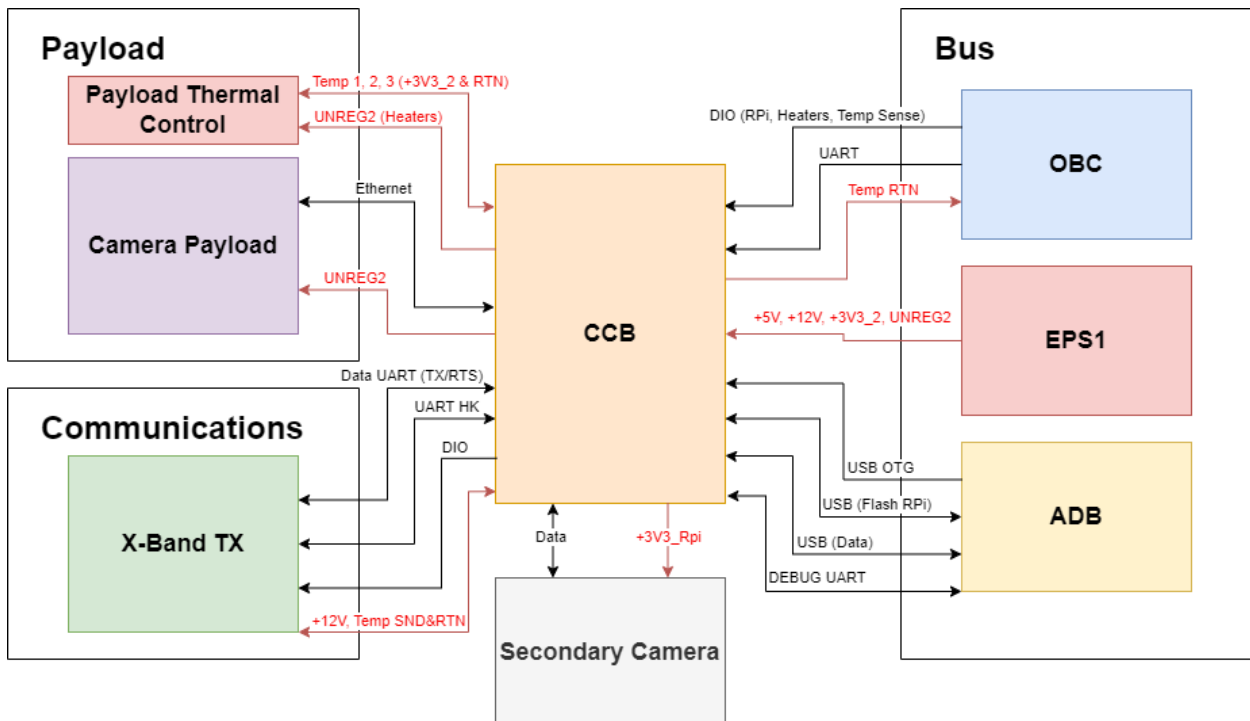 Payload
Payload Thermal
Control
Camera Payload
Temp 1, 2, 3 (+3V3_2 & RTN)
UNREG2 (Heaters)
Ethernet
UNREG2
Communications
X-Band TX
Data UART (TX/RTS)
UART HK
DIO
+12V, Temp SND&RTN
CCB
Data
+3V3_Rpi
Secondary Camera
Bus
DIO (RPi, Heaters, Temp Sense)
UART
Temp RTN
OBC
+5V, +12V, +3V3_2, UNREG2
EPS1
USB OTG
USB (Flash RPi)
USB (Data)
DEBUG UART
ADB